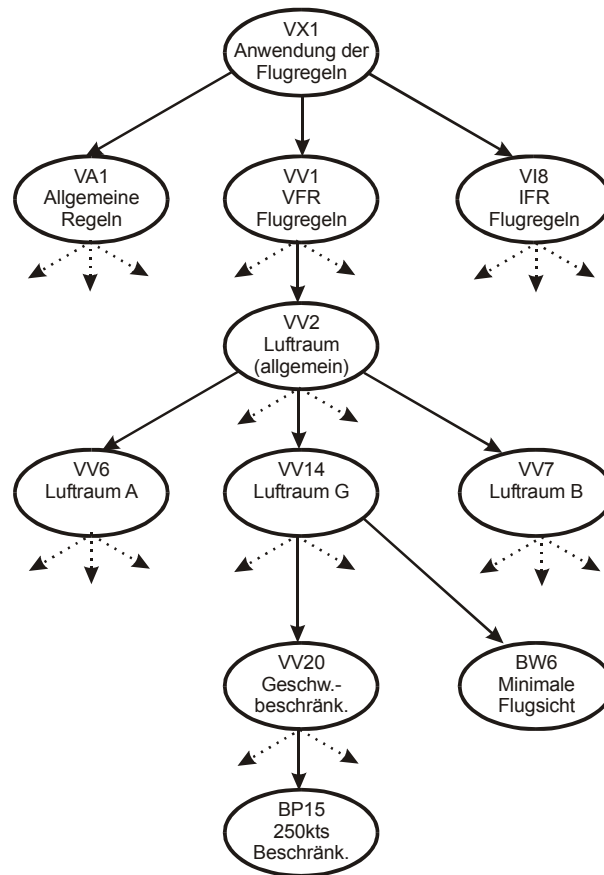 VX1
Anwendung der
Flugregeln
VA1
Allgemeine
Regeln
VV1
VFR
Flugregeln
VI8
IFR
Flugregeln
VV2
Luftraum
(allgemein)
VV6
Luftraum A
VV14
Luftraum G
VV7
Luftraum B
VV20
Geschw.-
beschränk.
BW6
Minimale
Flugsicht
BP15
250kts
Beschränk.